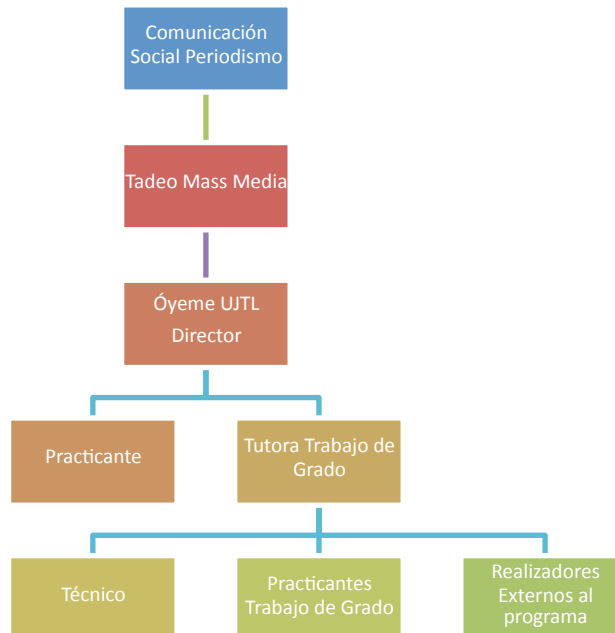 Comunicación
Social Periodismo
Tadeo Mass Media
Óyeme UJTL
Director
Practicante
Tutora Trabajo de
Grado
Técnico
Practicantes
Trabajo de Grado
Realizadores
Externos al
programa